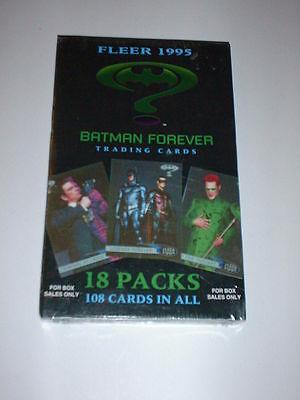 FLEER 1995
BATMAN FOREVER
TRADING CARDS
18 PACKS
108 CARDS IN ALL
FOR BOX
SALES ONLY
FOR BOX
SALES ONLY